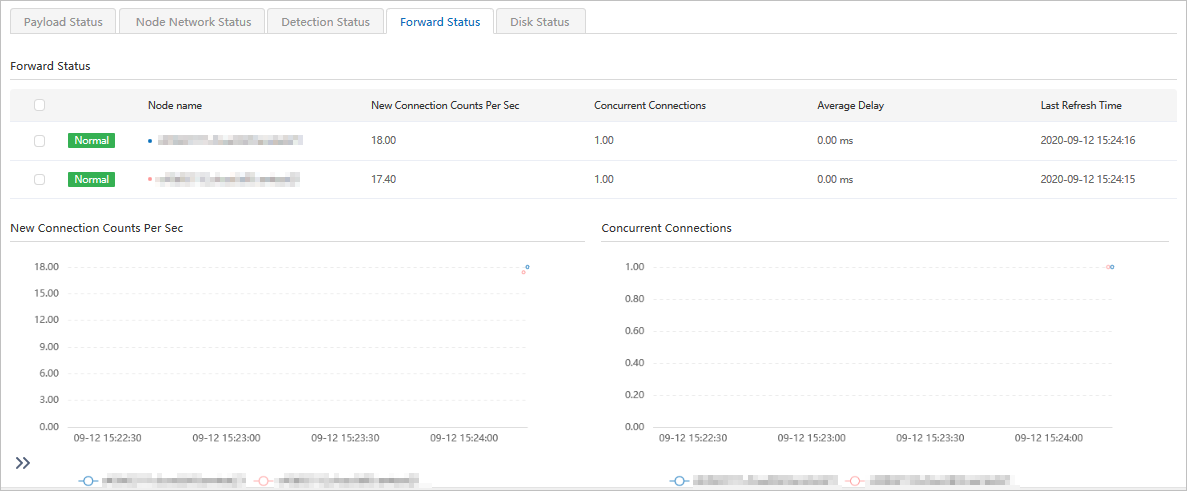 Payload Status Node Network Status Detection Status Forward Status Disk Status
Forward Status
Node name New Connection Counts Per Sec Concurrent Connections Average Delay Last Refresh Time
Normal 18.00 1.00 0.00 ms 2020-09-12 15:24:16
Normal 17.40 1.00 0.00 ms 2020-09-12 15:24:15
New Connection Counts Per Sec
18.00
15.00
12.00
9.00
6.00
3.00
0.00
09-12 15:22:30 09-12 15:23:00 09-12 15:23:30 09-12 15:24:00
Concurrent Connections
1.00
0.80
0.60
0.40
0.20
0.00
09-12 15:22:30 09-12 15:23:00 09-12 15:23:30 09-12 15:24:00